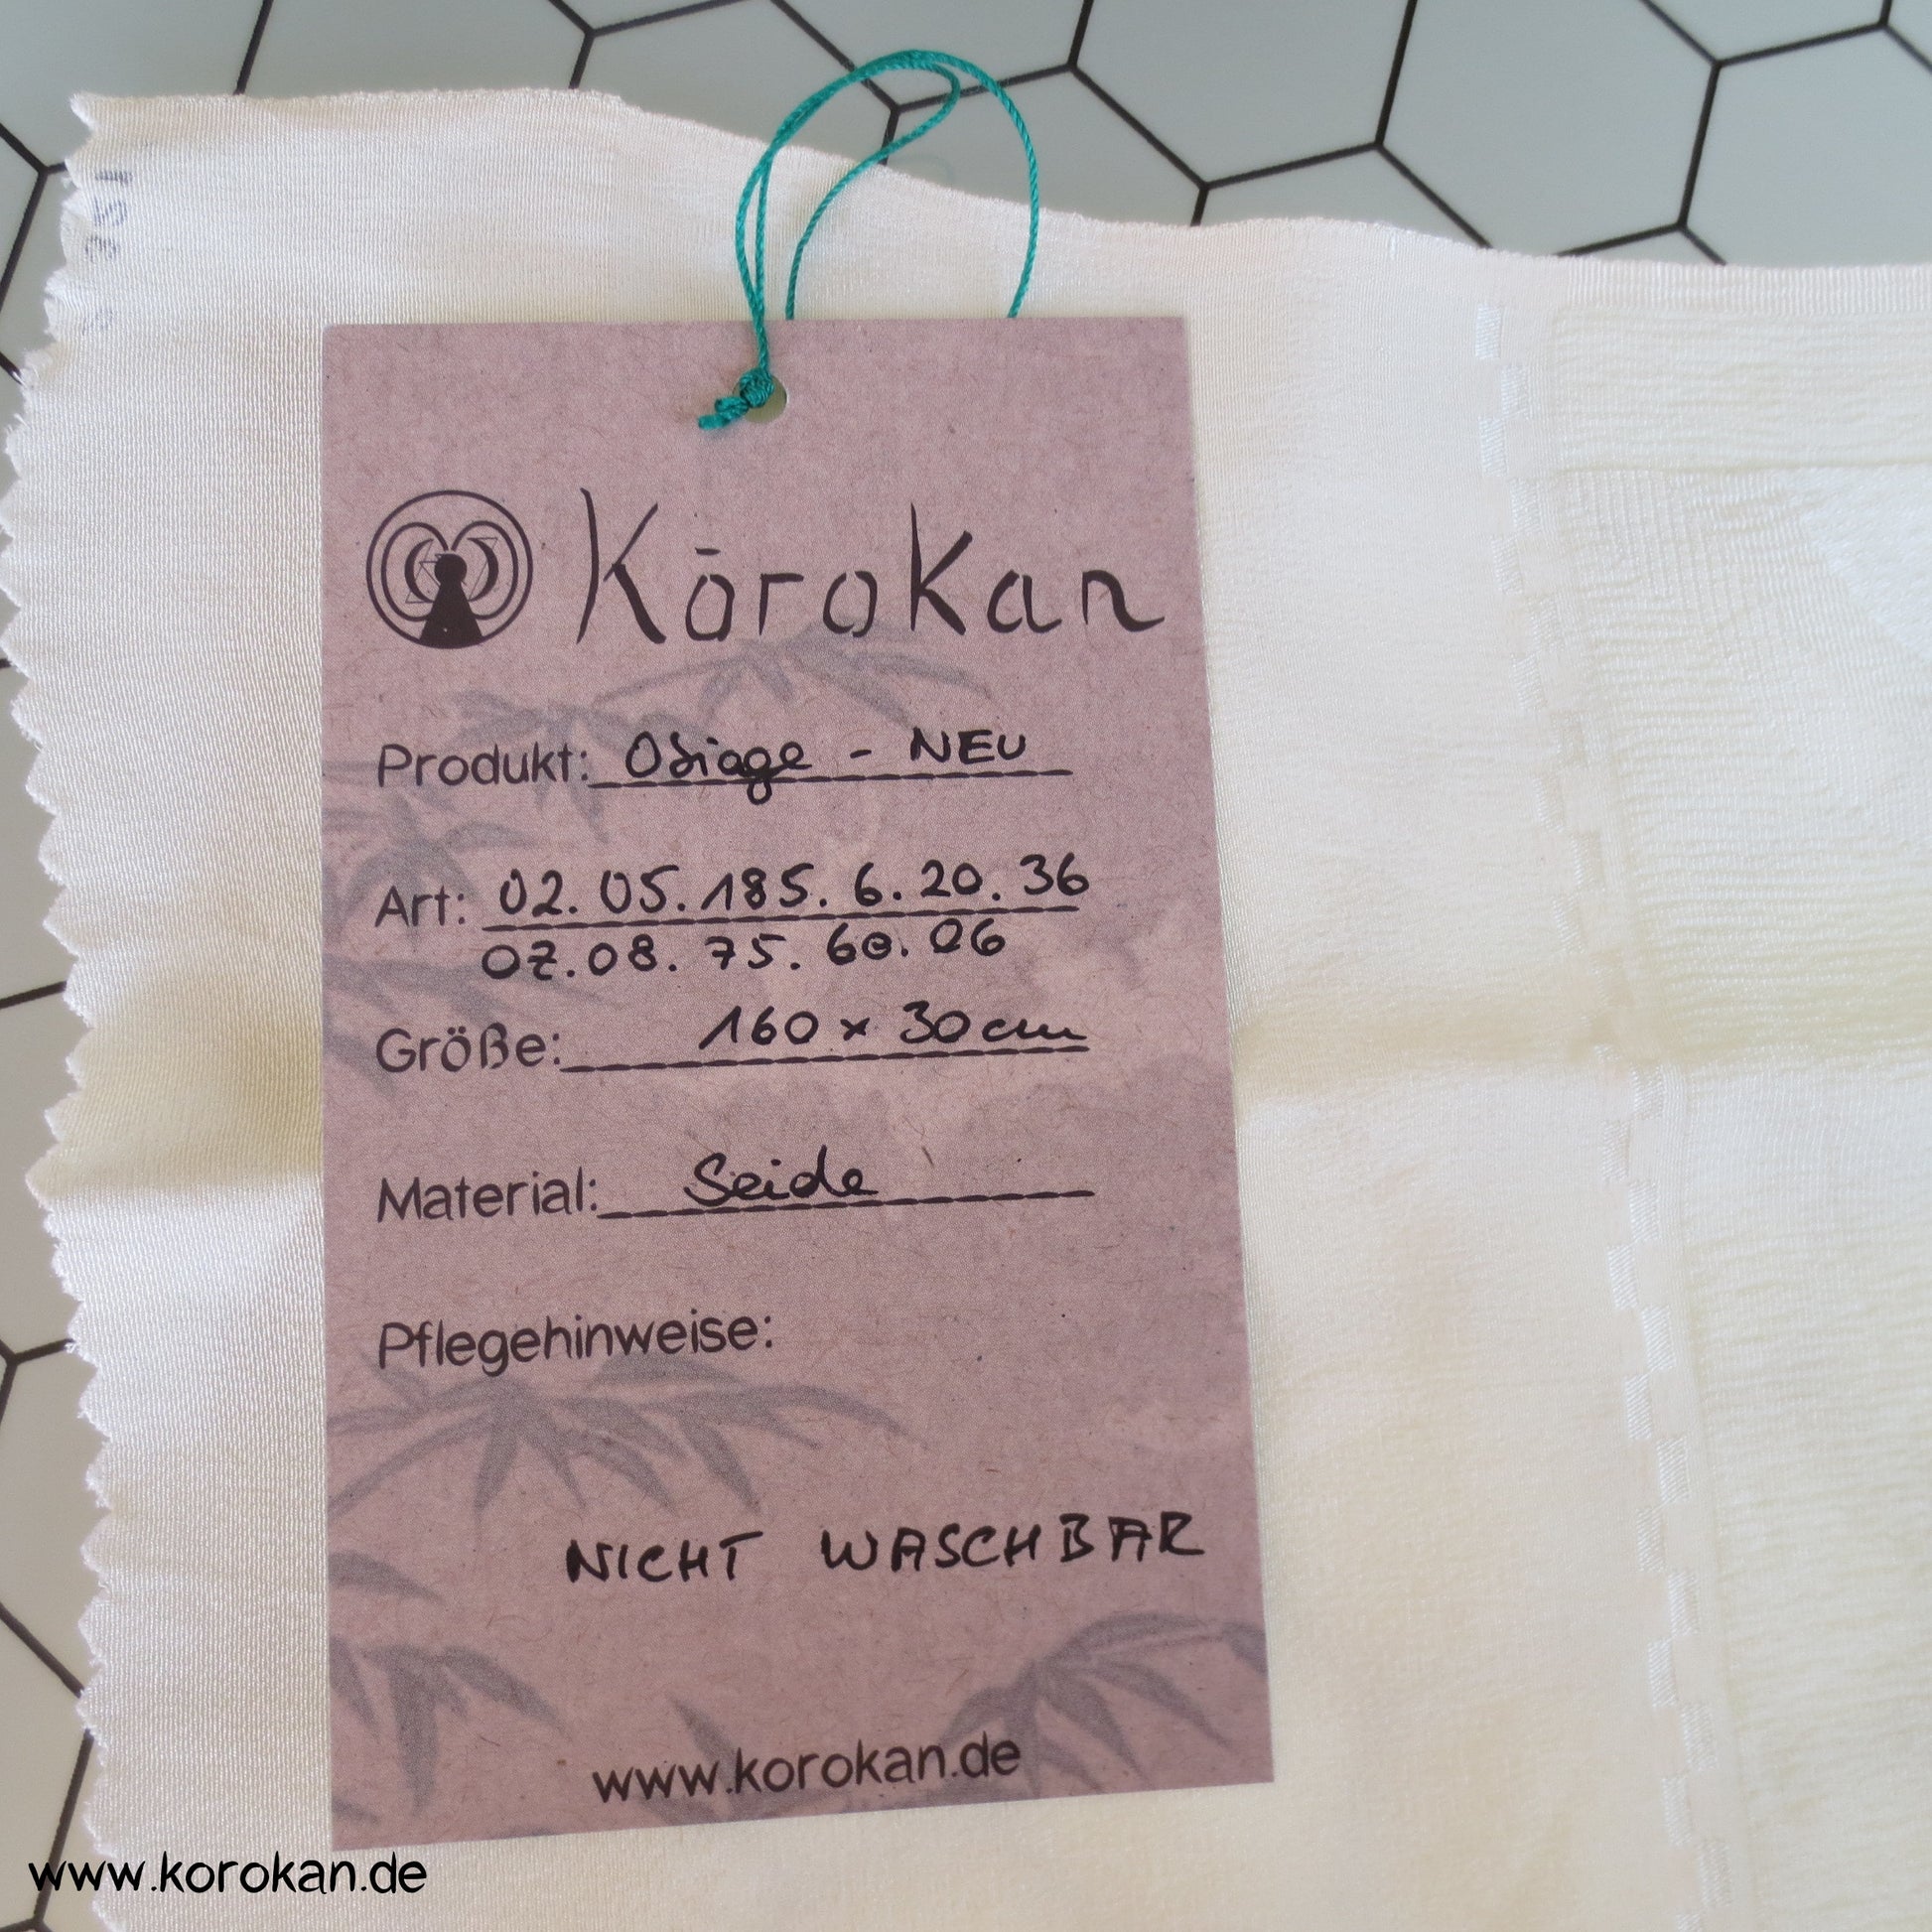 Kōrokan
Produkt: Obiage - NEU
Art: 02. 05. 185. 6. 20. 36
02. 08. 75. 60. 06
Größe: 160 x 30 cm
Material: Seide
Pflegehinweise:
NICHT WASCHBAR
www.korokan.de
www.korokan.de